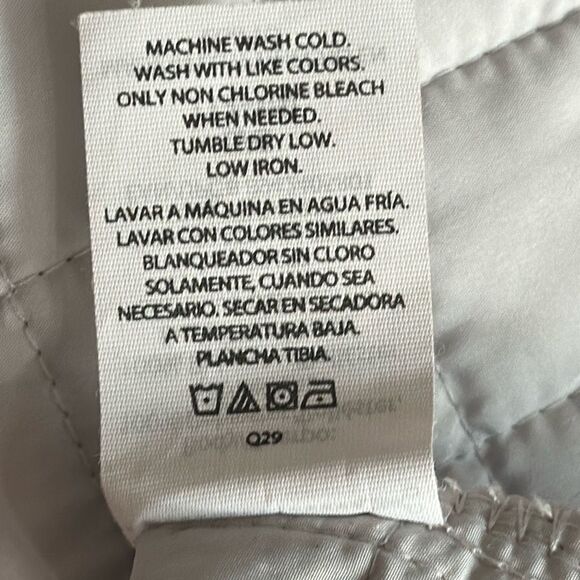 MACHINE WASH COLD.
WASH WITH LIKE COLORS.
ONLY NON CHLORINE BLEACH
WHEN NEEDED.
TUMBLE DRY LOW.
LOW IRON.
LAVAR A MÁQUINA EN AGUA FRÍA.
LAVAR CON COLORES SIMILARES.
BLANQUEADOR SIN CLORO
SOLAMENTE, CUANDO SEA
NECESARIO. SECAR EN SECADORA
A TEMPERATURA BAJA.
PLANCHA TIBIA.
Q29